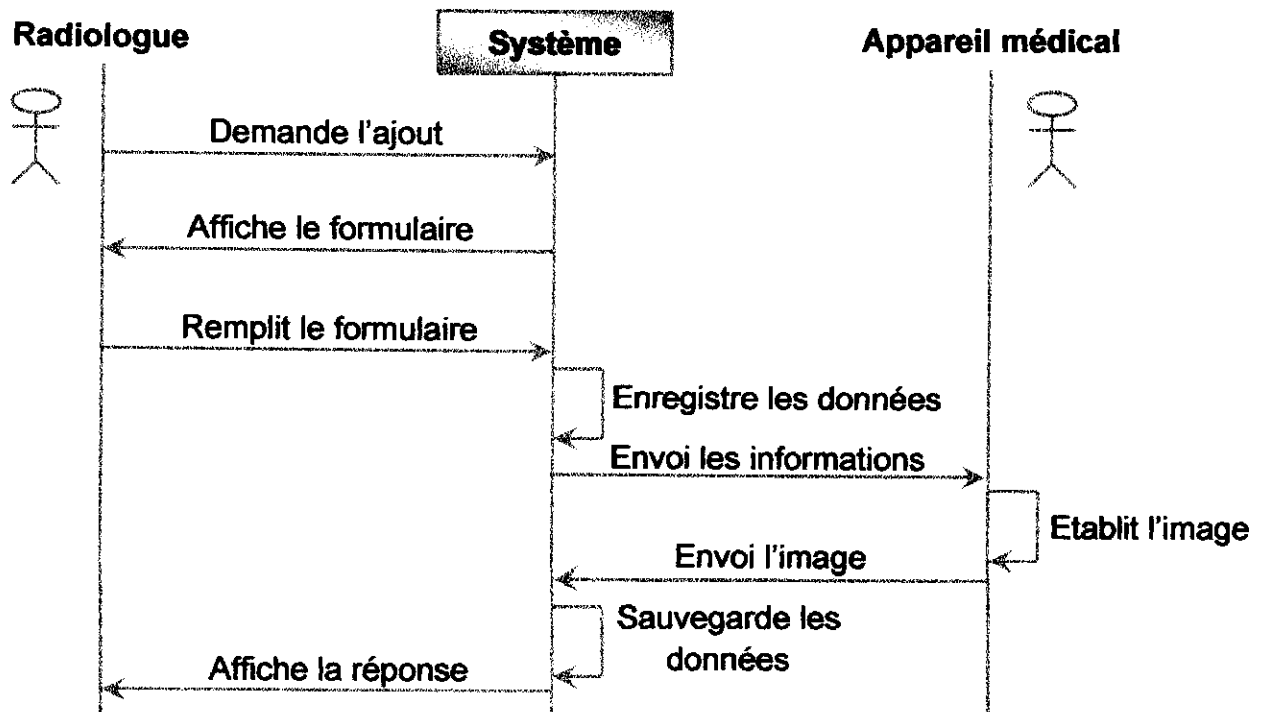 Radiologue
Système
Appareil médical
Demande l'ajout
Affiche le formulaire
Remplit le formulaire
Enregistre les données
Envoi les informations
Etablit l'image
Envoi l'image
Sauvegarde les
données
Affiche la réponse